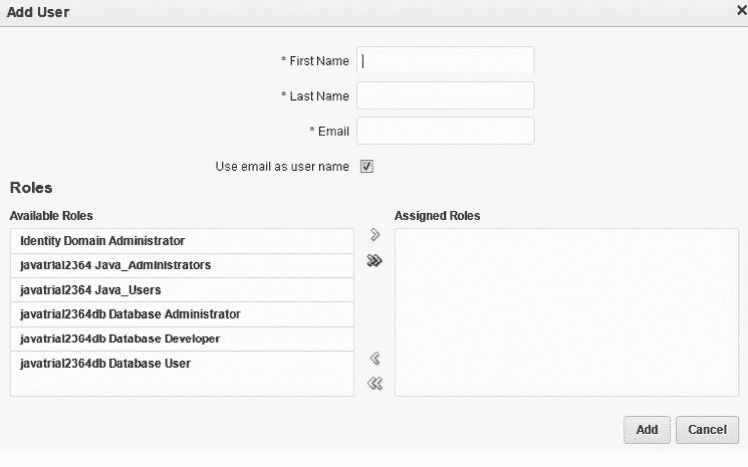 Add User
* First Name
* Last Name
* Email
Use email as user name
Roles
Available Roles
Assigned Roles
Identity Domain Administrator
javatrial2364 Java_Administrators
javatrial2364 Java_Users
javatrial2364db Database Administrator
javatrial2364db Database Developer
javatrial2364db Database User
Add
Cancel